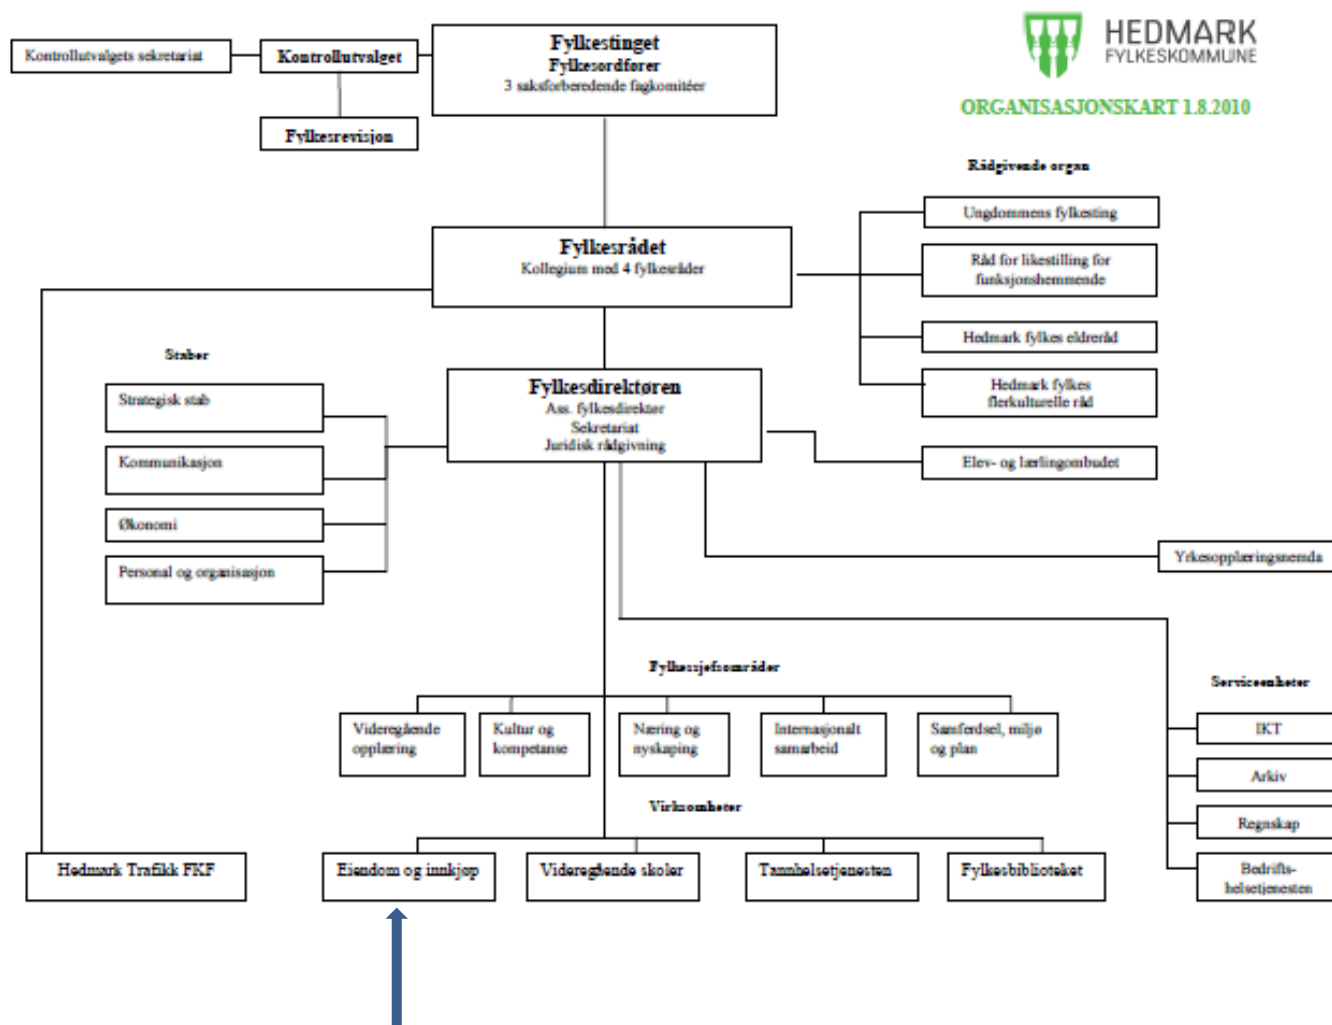 HEDMARK
FYLKESKOMMUNE
ORGANISASJONSKART 1.8.2010
Kontrollutvalgets sekretariat
Kontrollutvalget
Fylkestinget
Fylkesordfører
3 saksforberedende fagkomitéer
Fylkesrevisjon
Rådgivende organ
Ungdommens fylkesting
Råd for likestilling for
funksjonshemmende
Hedmark fylkes eldreråd
Hedmark fylkes
flerkulturelle råd
Fylkesrådet
Kollegium med 4 fylkesråder
Staber
Strategisk stab
Kommunikasjon
Økonomi
Personal og organisasjon
Fylkesdirektøren
Ass. fylkesdirektør
Sekretariat
Juridisk rådgivning
Elev- og lærlingombudet
Yrkesopplæringsnemda
Fylkessjefsområder
Videregående
opplæring
Kultur og
kompetanse
Næring og
nyskaping
Internasjonalt
samarbeid
Samferdsel, miljø
og plan
Serviceenheter
IKT
Arkiv
Regnskap
Bedrifts-
helsetjenesten
Virksomheter
Hedmark Trafikk FKF
Eiendom og innkjøp
Videregående skoler
Tannhelsetjenesten
Fylkesbiblioteket